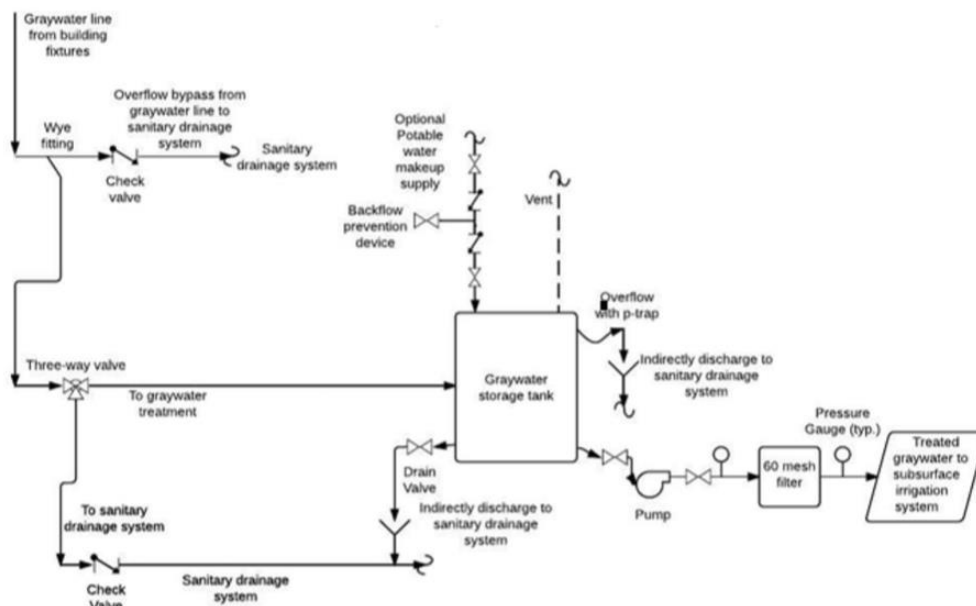 Graywater line
from building
fixtures
Overflow bypass from
graywater line to
sanitary drainage
system
Wye
fitting
Sanitary
drainage system
Check
valve
Optional
Potable
water
makeup
supply
Vent
Backflow
prevention
device
Overflow
with p-trap
Three-way valve
To graywater
treatment
Graywater
storage tank
Indirectly discharge to
sanitary drainage
system
Pressure
Gauge (typ.)
Treated
graywater to
subsurface
irrigation
system
60 mesh
filter
Pump
Drain
Valve
Indirectly discharge to
sanitary drainage
system
To sanitary
drainage system
Sanitary drainage
system
Check
Valve